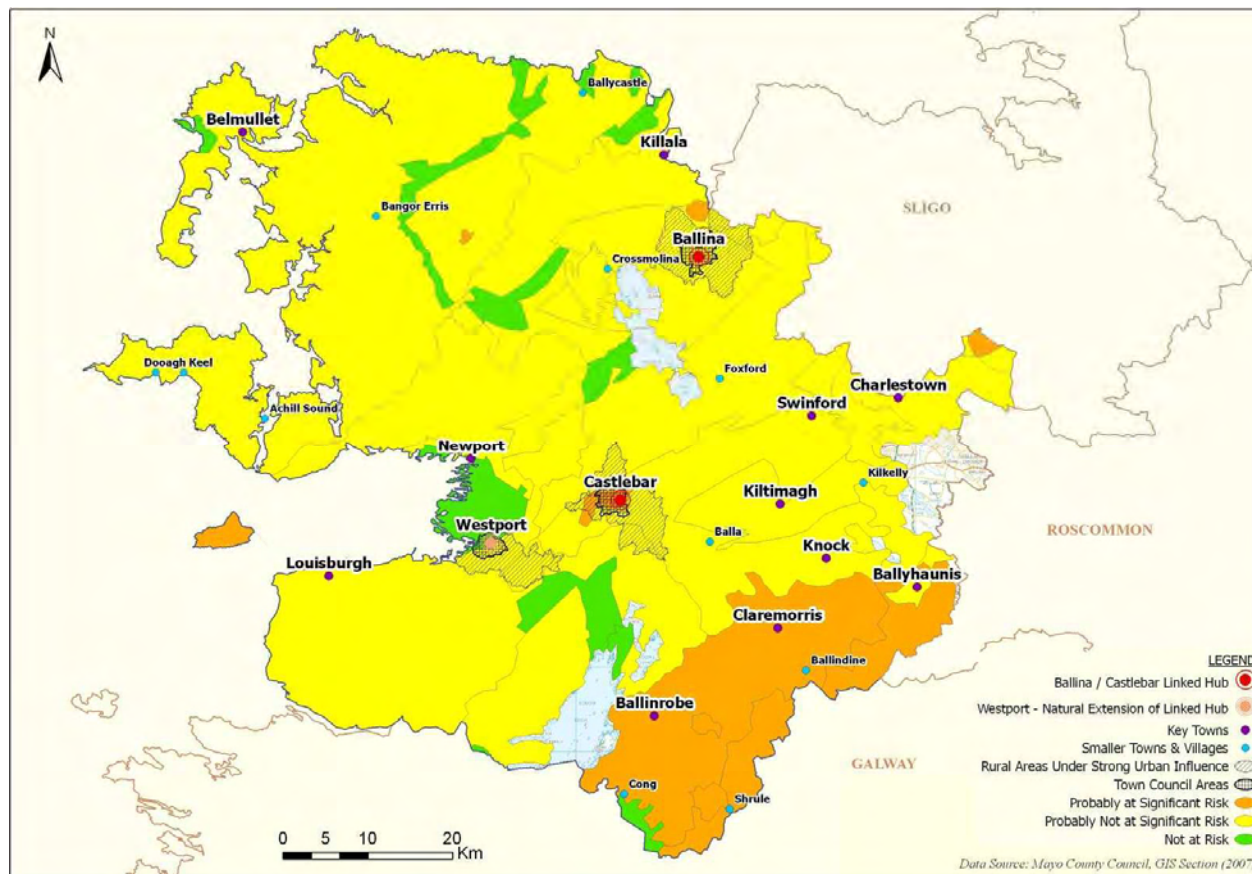 N
Ballycastle
Belmullet
Killala
Bangor Erris
SLIGO
Ballina
Crossmolina
Dooagh Keel
Foxford
Charlestown
Swinford
Achill Sound
Newport
Castlebar
Kilkelly
Kiltimagh
Westport
ROSCOMMON
Balla
Knock
Louisburgh
Ballyhaunis
Claremorris
Ballindine
Ballinrobe
GALWAY
Cong
Shrule
LEGEND
Ballina / Castlebar Linked Hub
Westport - Natural Extension of Linked Hub
Key Towns
Smaller Towns & Villages
Rural Areas Under Strong Urban Influence
Town Council Areas
Probably at Significant Risk
Probably Not at Significant Risk
Not at Risk
0 5 10 20
Km
Data Source: Mayo County Council, GIS Section (2007)